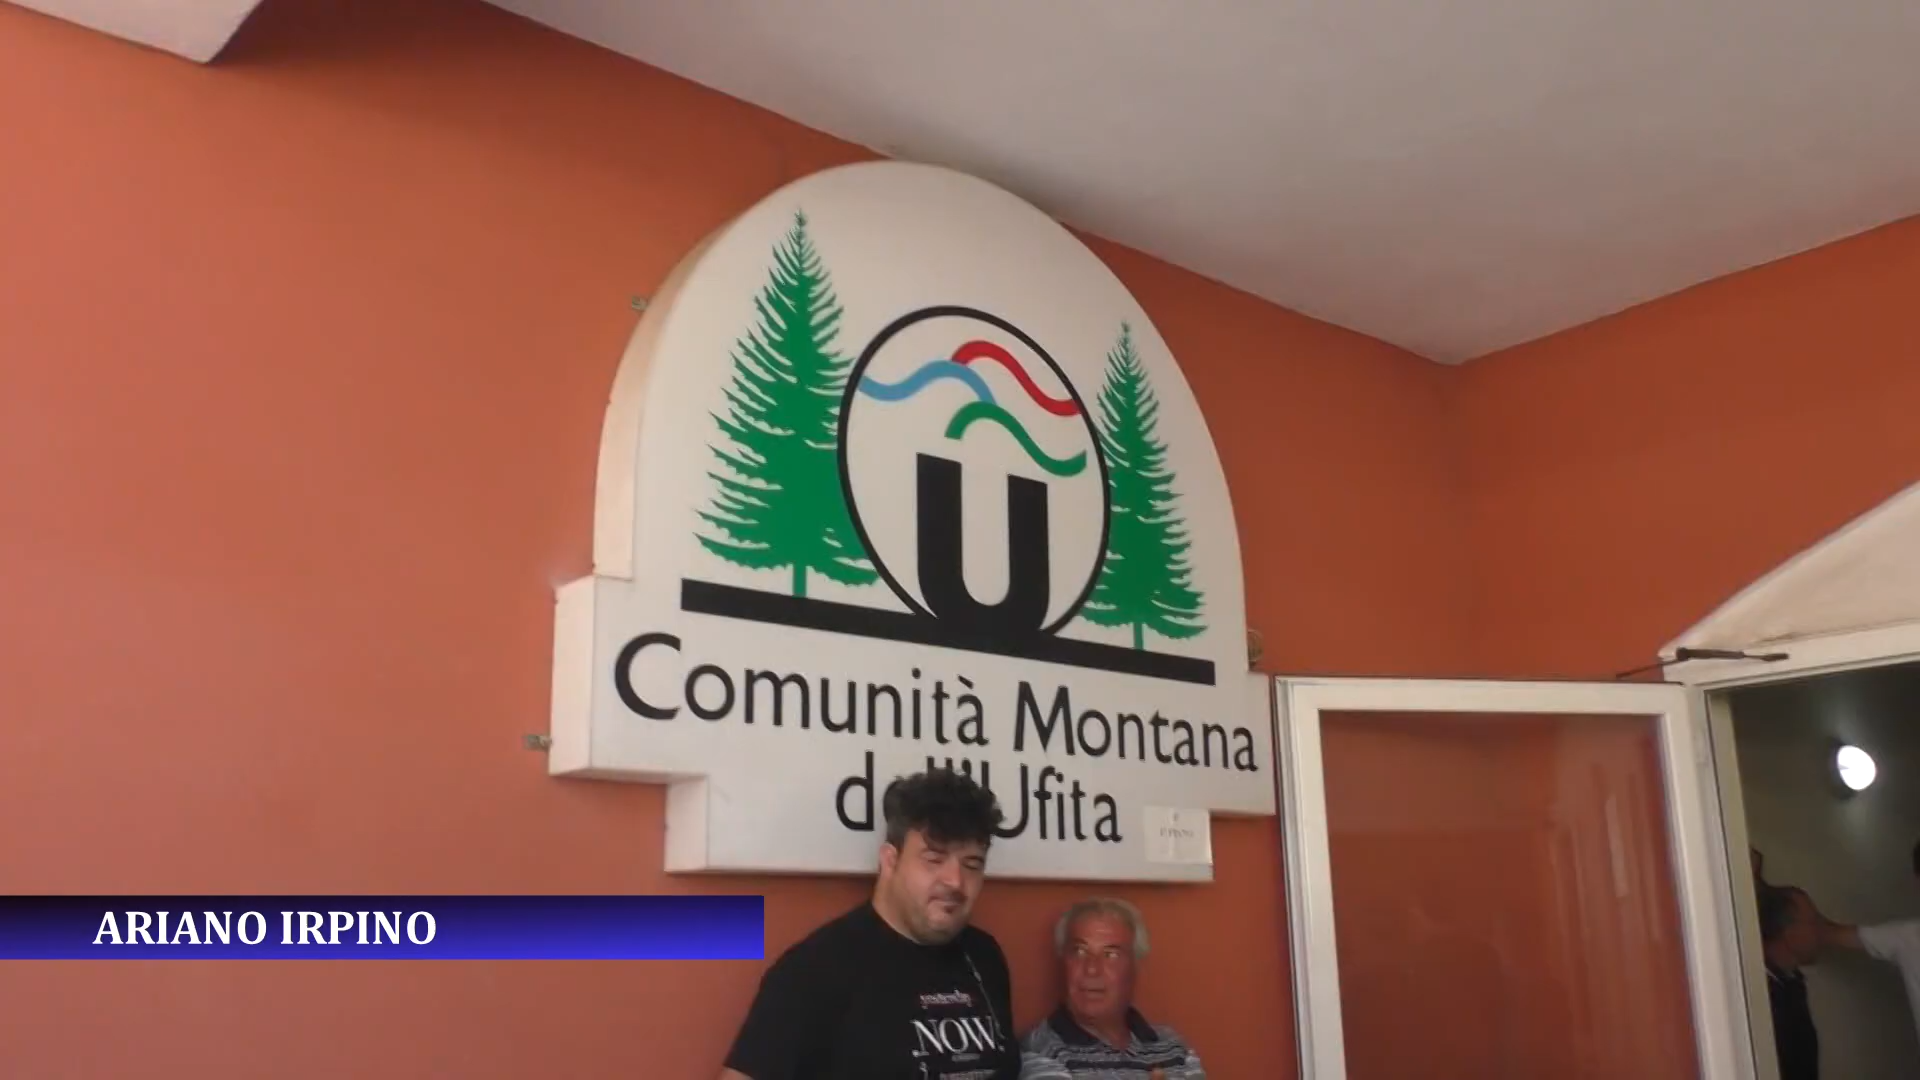 U
Comunità Montana
dell'Ufita
ARIANO IRPINO
NOW